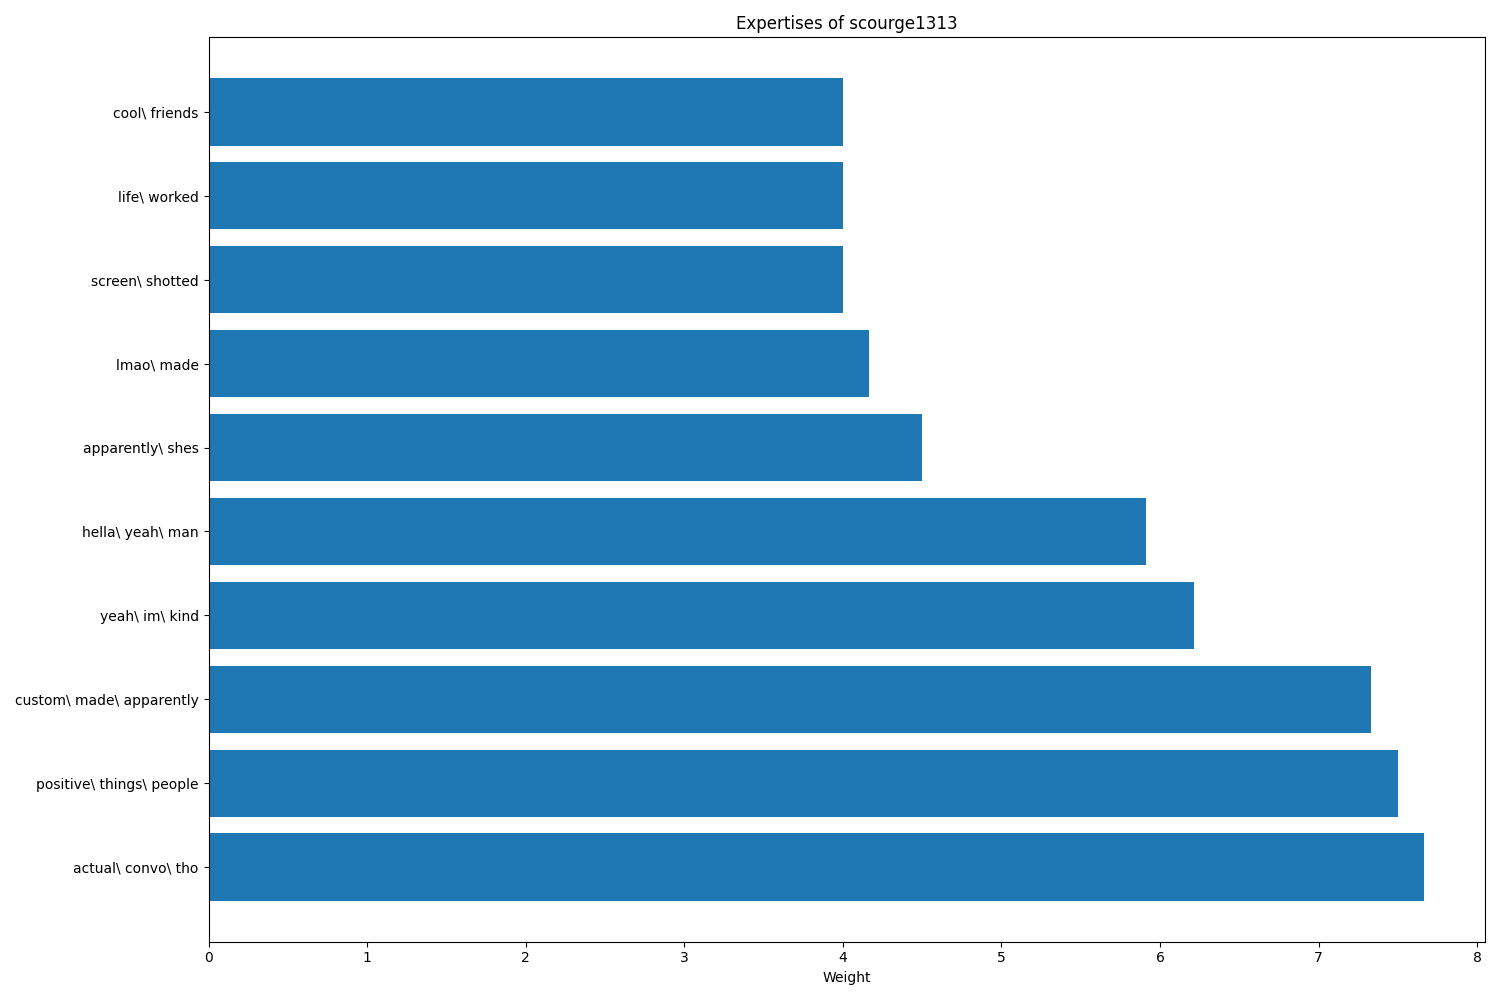 Expertises of scourge1313
cool\ friends
life\ worked
screen\ shotted
lmao\ made
apparently\ shes
hella\ yeah\ man
yeah\ im\ kind
custom\ made\ apparently
positive\ things\ people
actual\ convo\ tho
0 1 2 3 4 5 6 7 8
Weight